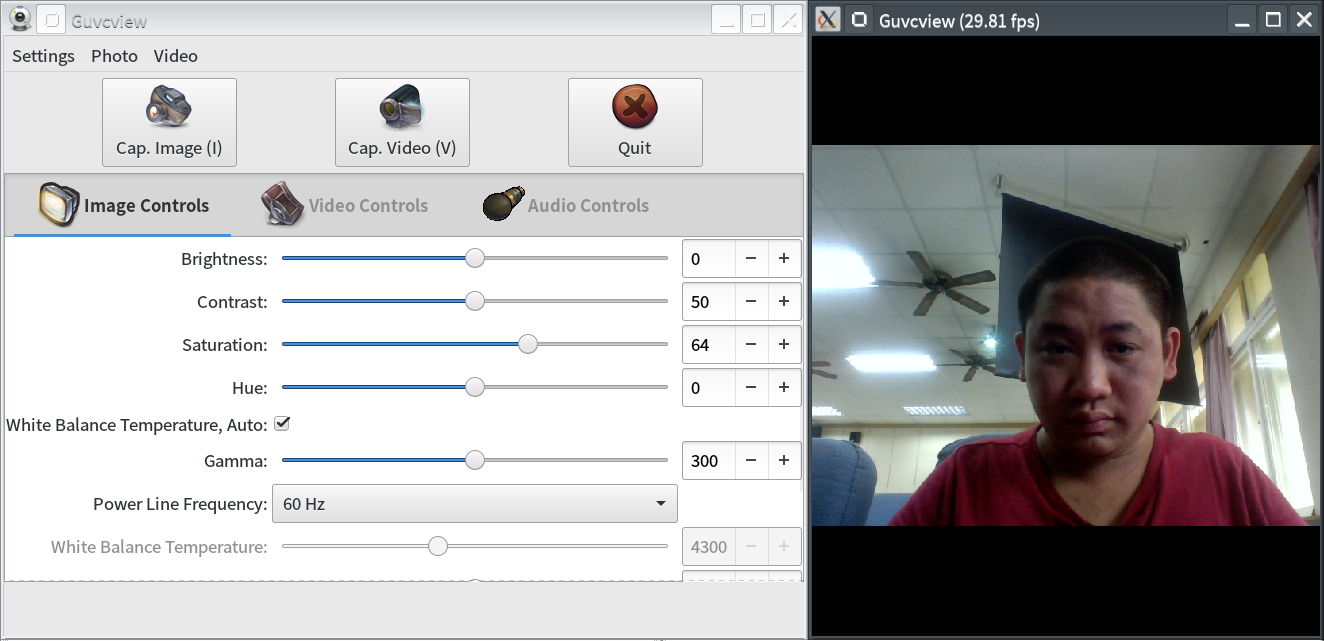 Guvcview
Settings Photo Video
Cap. Image (I) Cap. Video (V) Quit
Image Controls Video Controls Audio Controls
Brightness: 0 − +
Contrast: 50 − +
Saturation: 64 − +
Hue: 0 − +
White Balance Temperature, Auto:
Gamma: 300 − +
Power Line Frequency: 60 Hz
White Balance Temperature: 4300 − +
Guvcview (29.81 fps)